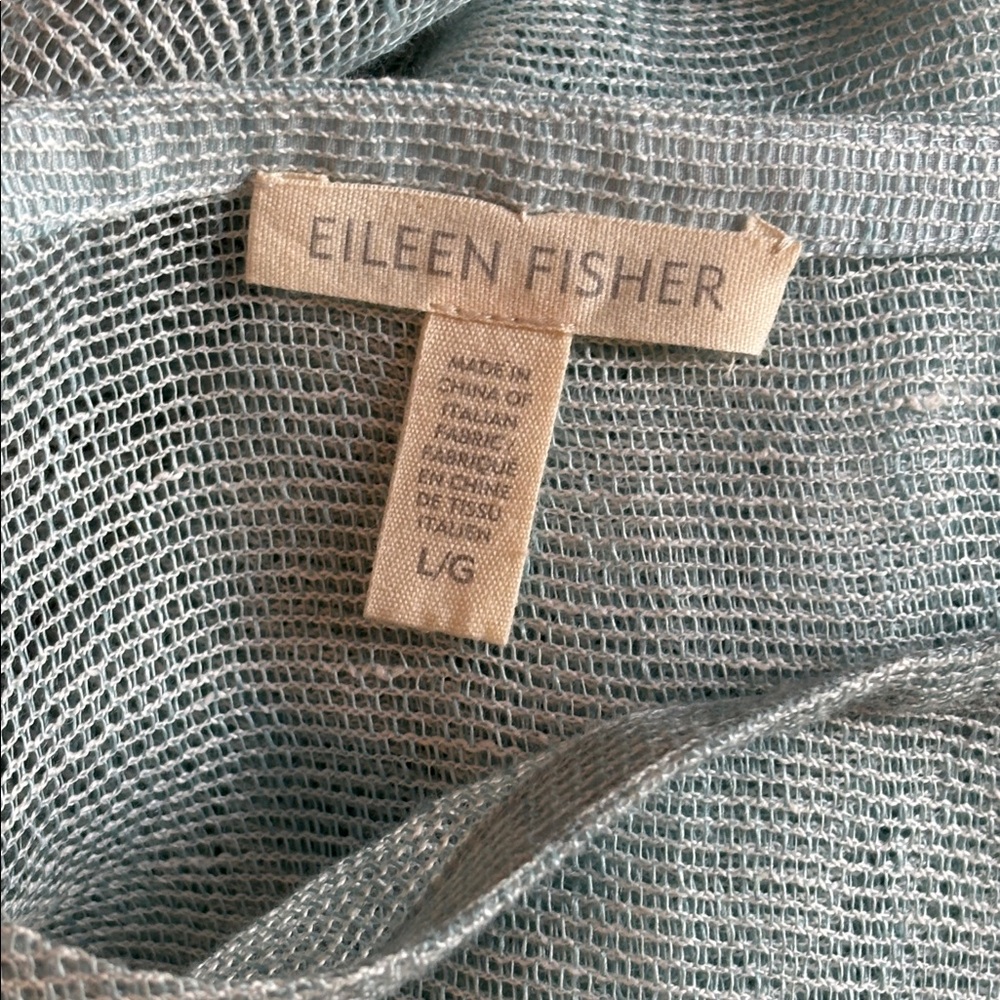 EILEEN FISHER
MADE IN
CHINA OF
ITALIAN
FABRIC/
FABRIQUÉ
EN CHINE
DE TISSU
ITALIEN
L/G